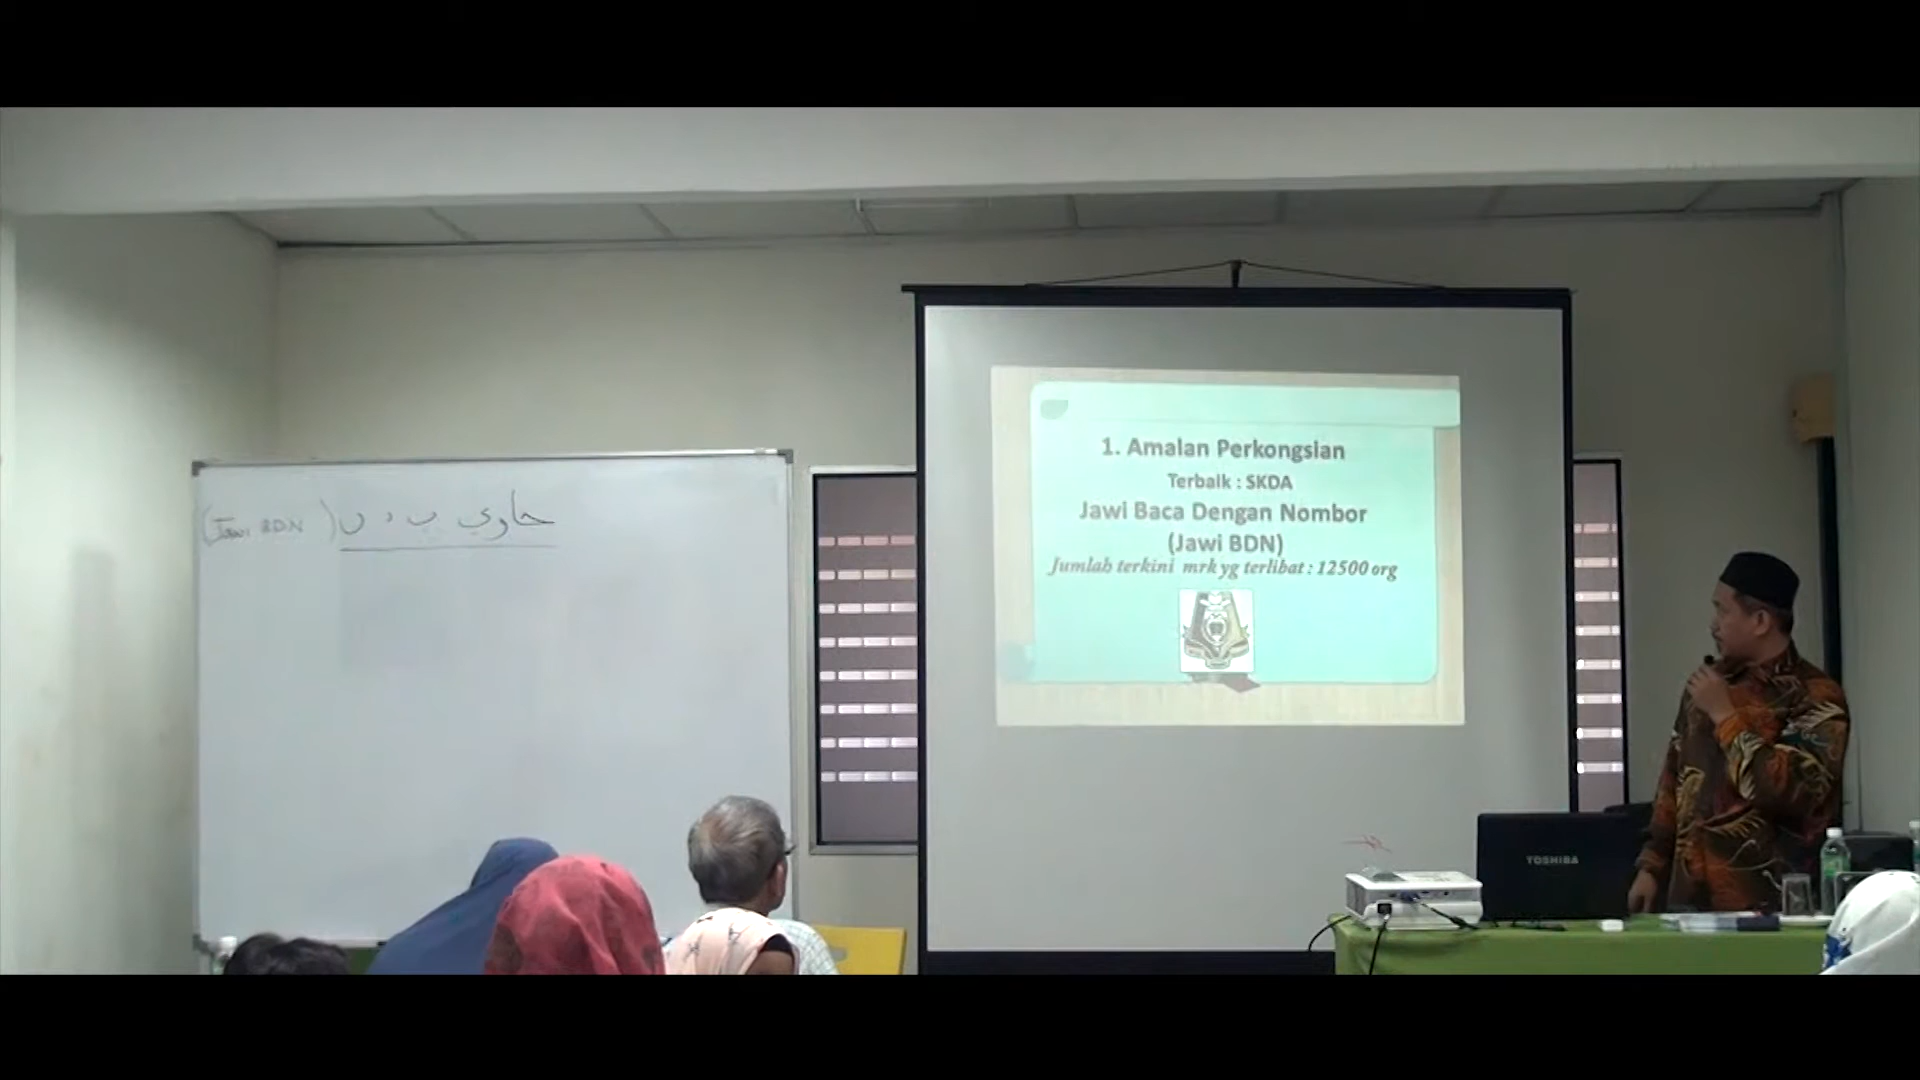 (Jawi BDN) جاوي ب د ن
1. Amalan Perkongsian
Terbaik : SKDA
Jawi Baca Dengan Nombor
(Jawi BDN)
Jumlah terkini mrk yg terlibat : 12500 org
TOSHIBA